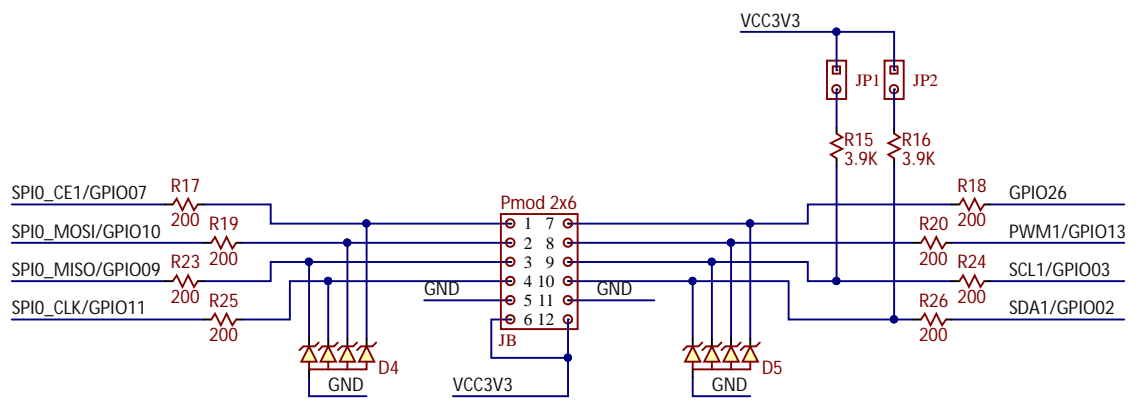 VCC3V3
JP1 JP2
R15 R16
3.9K 3.9K
SPI0_CE1/GPIO07 R17 200 Pmod 2x6 R18 200 GPIO26
SPI0_MOSI/GPIO10 R19 200 1 7 R20 200 PWM1/GPIO13
2 8
SPI0_MISO/GPIO09 R23 200 3 9 R24 200 SCL1/GPIO03
4 10
SPI0_CLK/GPIO11 R25 200 GND 5 11 GND R26 200 SDA1/GPIO02
6 12
JB
D4 D5
GND VCC3V3 GND